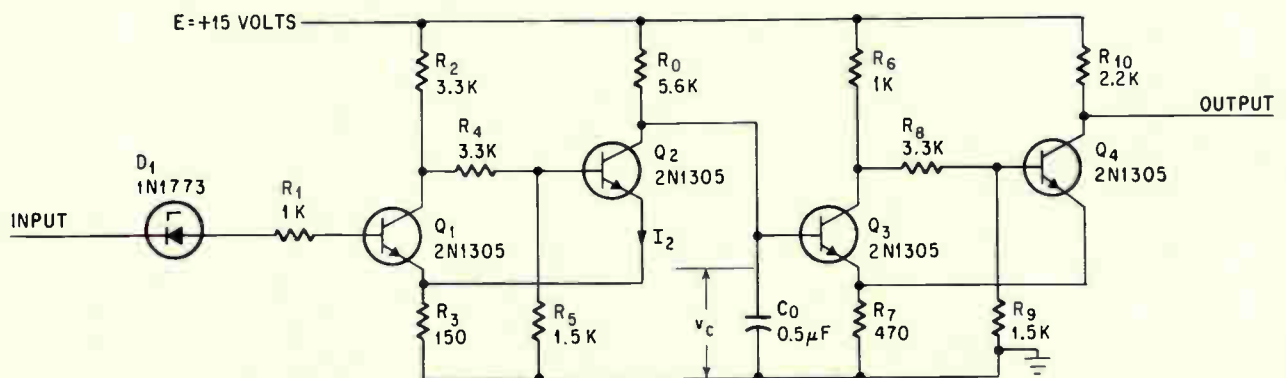 E=+15 VOLTS
R2
3.3K
R0
5.6K
R6
1K
R10
2.2K
OUTPUT
R4
3.3K
Q2
2N1305
R8
3.3K
Q4
2N1305
D1
1N1773
R1
1K
INPUT
Q1
2N1305
I2
Q3
2N1305
R3
150
R5
1.5K
vc
C0
0.5µF
R7
470
R9
1.5K